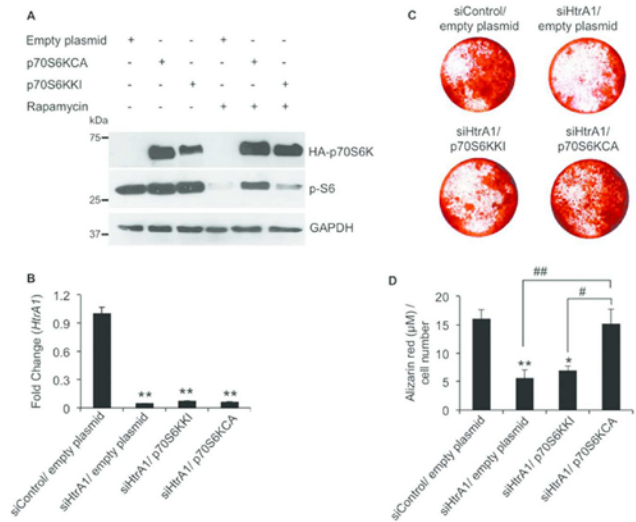 A
Empty plasmid + - - + - -
p70S6KCA - + - - + -
p70S6KKI - - + - - +
Rapamycin - - - + + +
kDa
75
HA-p70S6K
p-S6
25
37
GAPDH
B
Fold Change (HtrA1)
1.2
0.9
0.6
0.3
0
**
**
**
siControl/ empty plasmid
siHtrA1/ empty plasmid
siHtrA1/ p70S6KKI
siHtrA1/ p70S6KCA
C
siControl/
empty plasmid
siHtrA1/
empty plasmid
siHtrA1/
p70S6KKI
siHtrA1/
p70S6KCA
D
Alizarin red (µM) /
cell number
20
15
10
5
0
##
#
**
*
siControl/ empty plasmid
siHtrA1/ empty plasmid
siHtrA1/ p70S6KKI
siHtrA1/ p70S6KCA